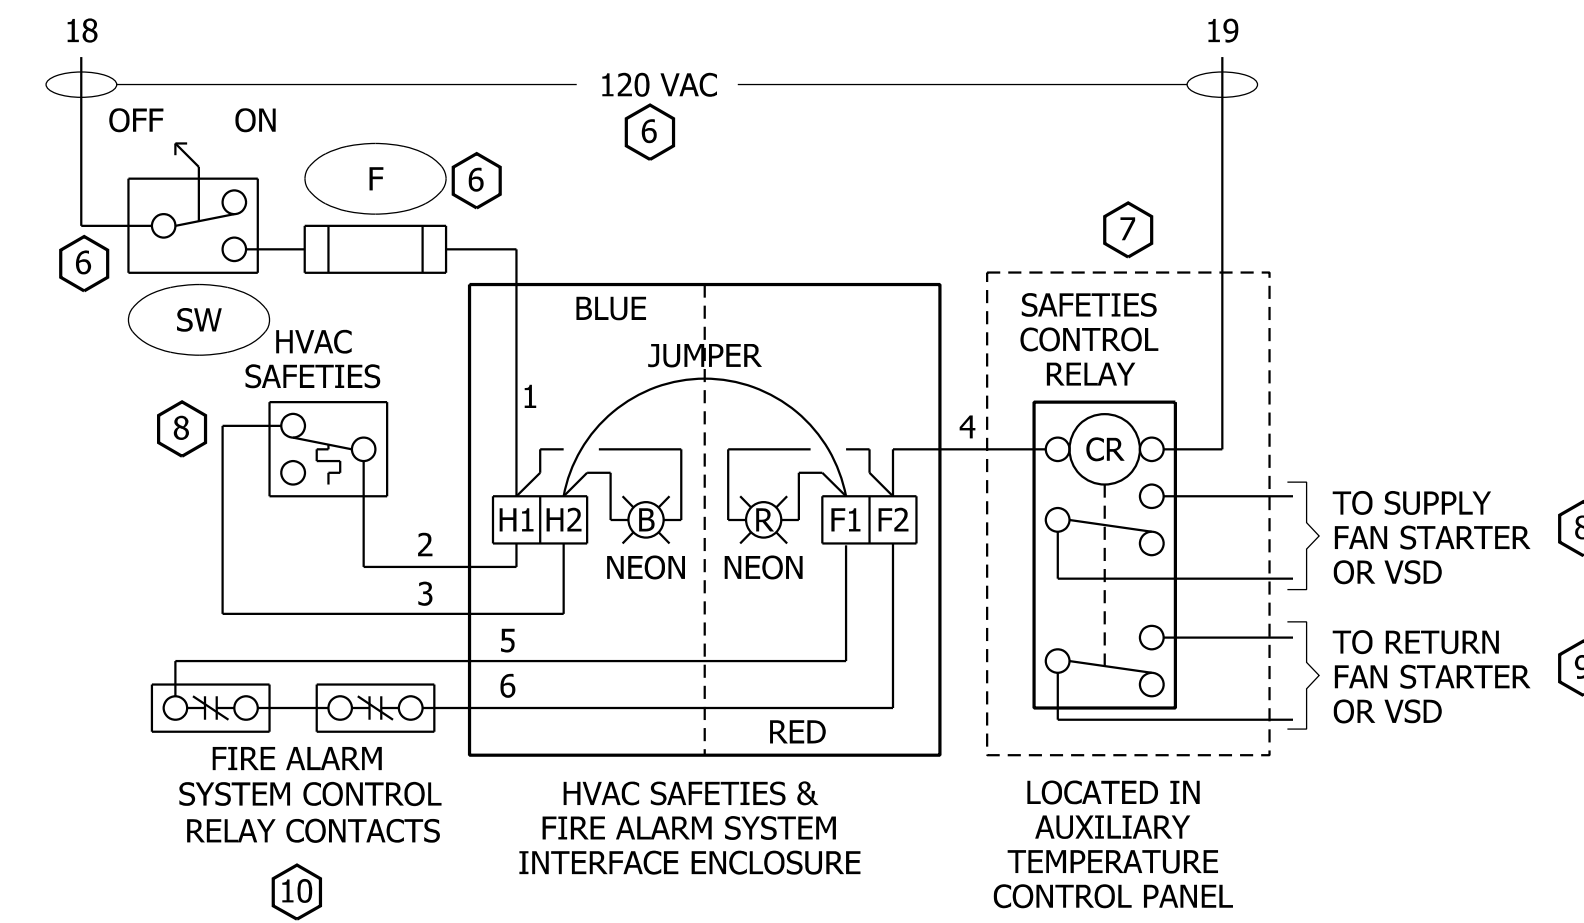 18
19
120 VAC
6
OFF ON
F
6
7
6
SW
HVAC
SAFETIES
8
BLUE
JUMPER
1
SAFETIES
CONTROL
RELAY
4
CR
H1 H2
B
R
F1 F2
NEON
NEON
2
3
5
6
TO SUPPLY
FAN STARTER
OR VSD
8
TO RETURN
FAN STARTER
OR VSD
9
RED
FIRE ALARM
SYSTEM CONTROL
RELAY CONTACTS
10
HVAC SAFETIES &
FIRE ALARM SYSTEM
INTERFACE ENCLOSURE
LOCATED IN
AUXILIARY
TEMPERATURE
CONTROL PANEL